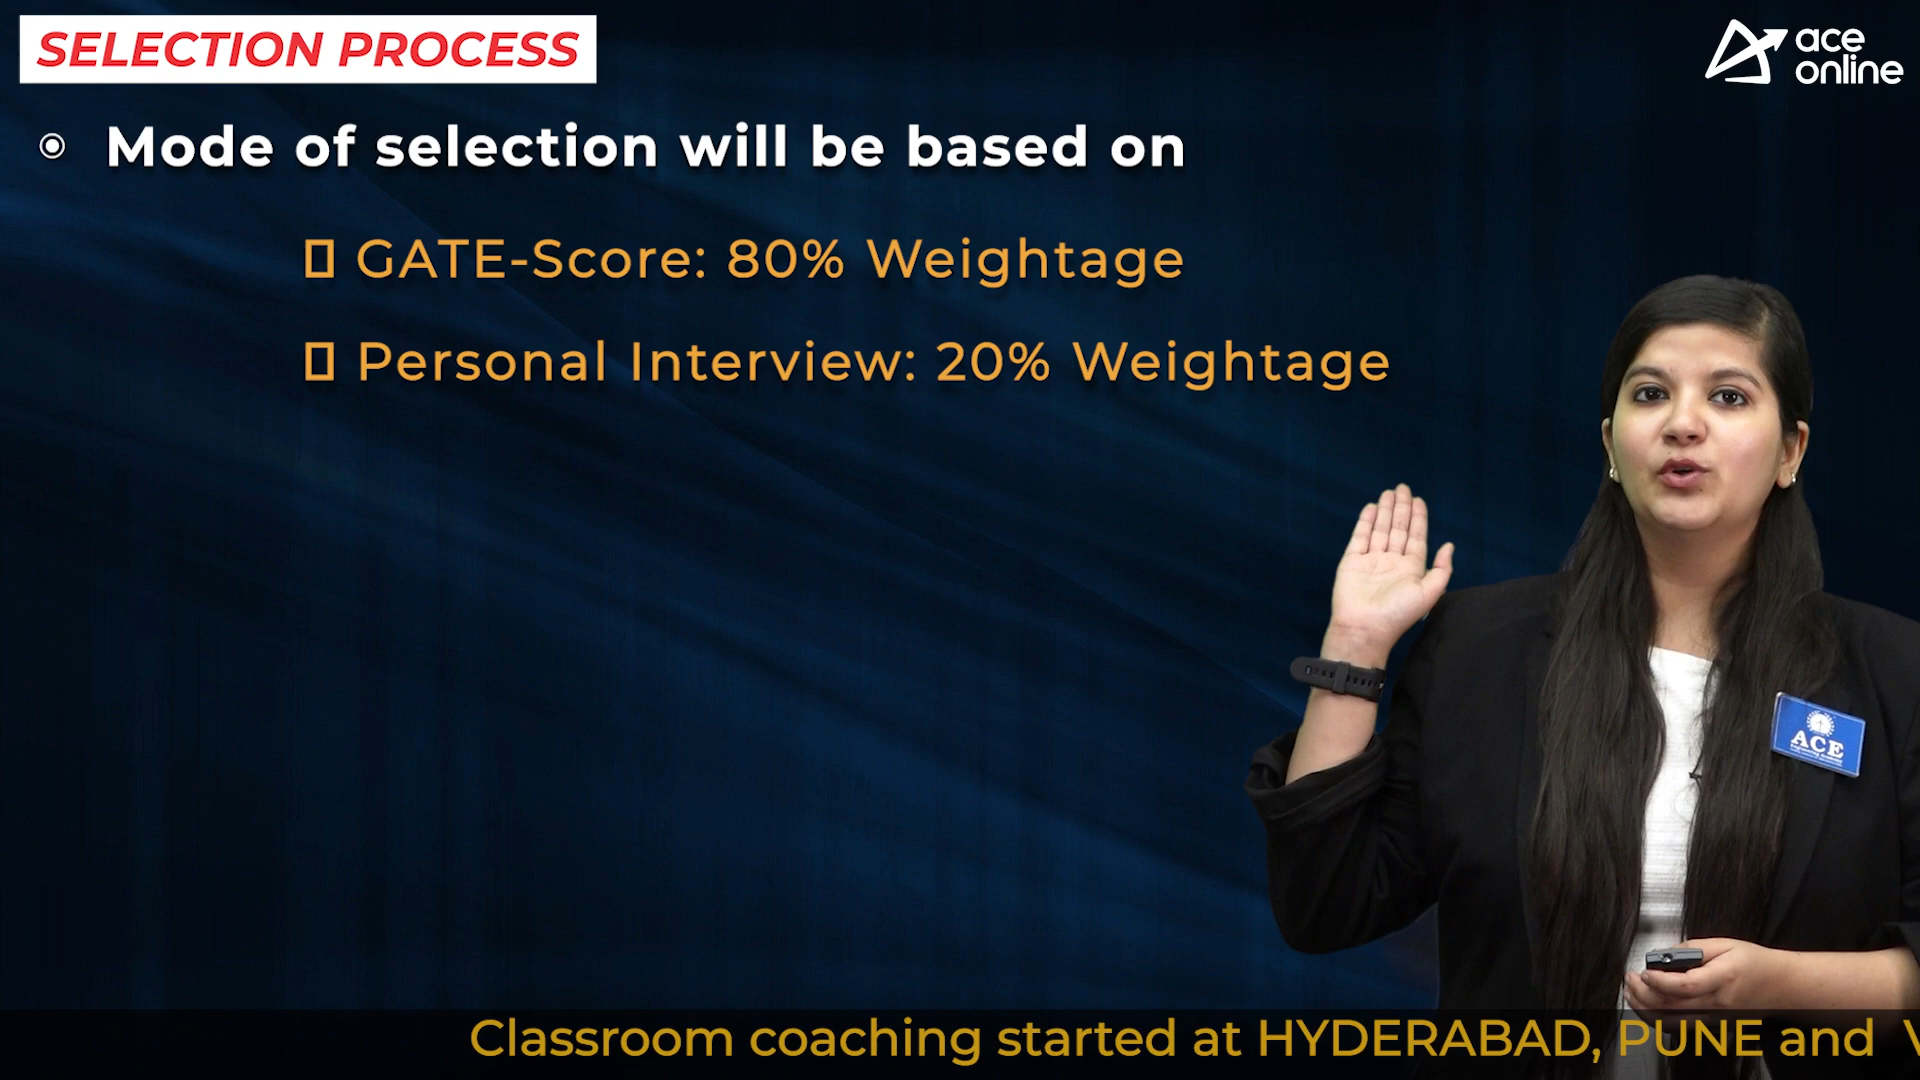 SELECTION PROCESS
ace
online
Mode of selection will be based on
GATE-Score: 80% Weightage
Personal Interview: 20% Weightage
ACE
Classroom coaching started at HYDERABAD, PUNE and